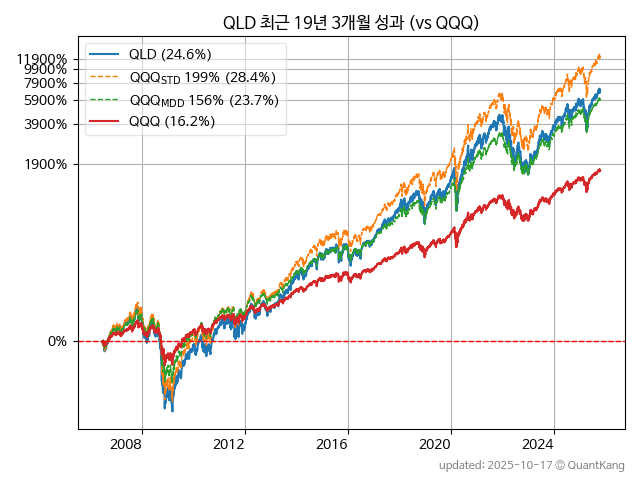 QLD 최근 19년 3개월 성과 (vs QQQ)
QLD (24.6%)
QQQSTD 199% (28.4%)
QQQMDD 156% (23.7%)
QQQ (16.2%)
11900%
9900%
7900%
5900%
3900%
1900%
0%
2008 2012 2016 2020 2024
updated: 2025-10-17 © QuantKang